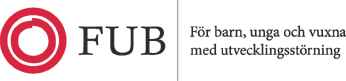 FUB
För barn, unga och vuxna
med utvecklingsstörning